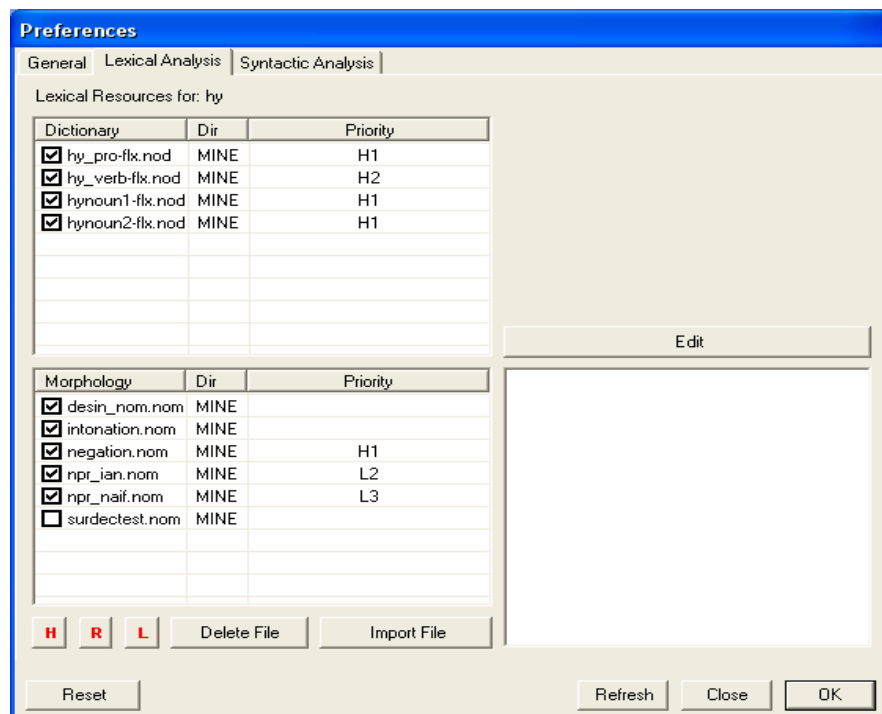 Preferences
General Lexical Analysis Syntactic Analysis
Lexical Resources for: hy
Dictionary Dir Priority
hy_pro-flx.nod MINE H1
hy_verb-flx.nod MINE H2
hynoun1-flx.nod MINE H1
hynoun2-flx.nod MINE H1
Edit
Morphology Dir Priority
desin_nom.nom MINE
intonation.nom MINE
negation.nom MINE H1
npr_ian.nom MINE L2
npr_naif.nom MINE L3
surdectest.nom MINE
H R L Delete File Import File
Reset Refresh Close OK